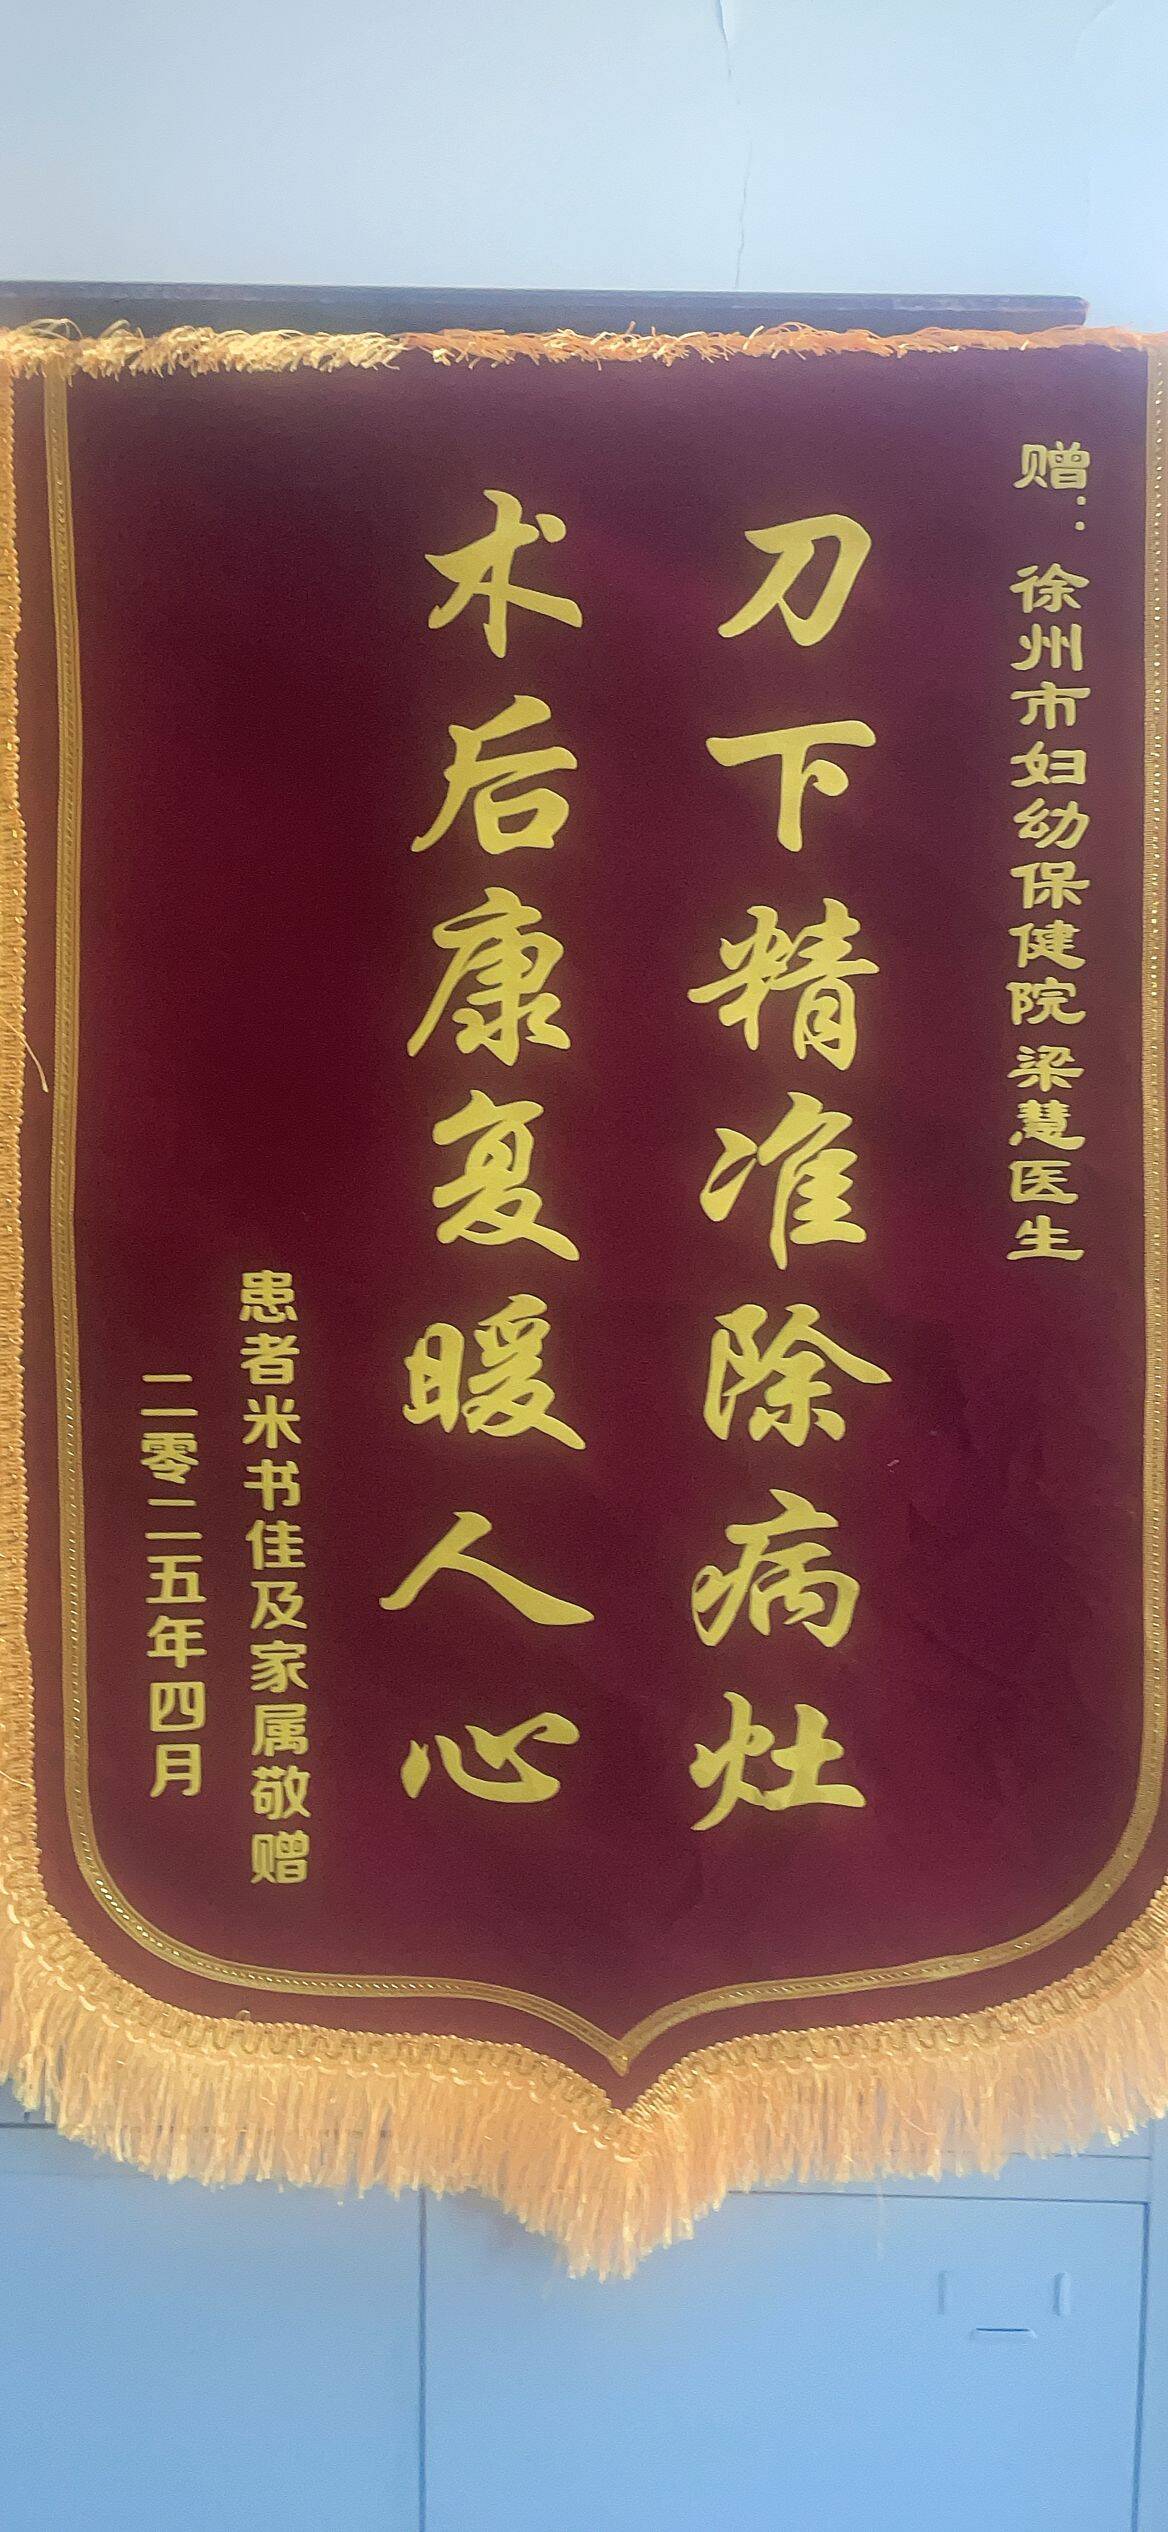 赠：徐州市妇幼保健院梁慧医生
刀下精准除病灶
术后康复暖人心
患者米书佳及家属敬赠
二零二五年四月